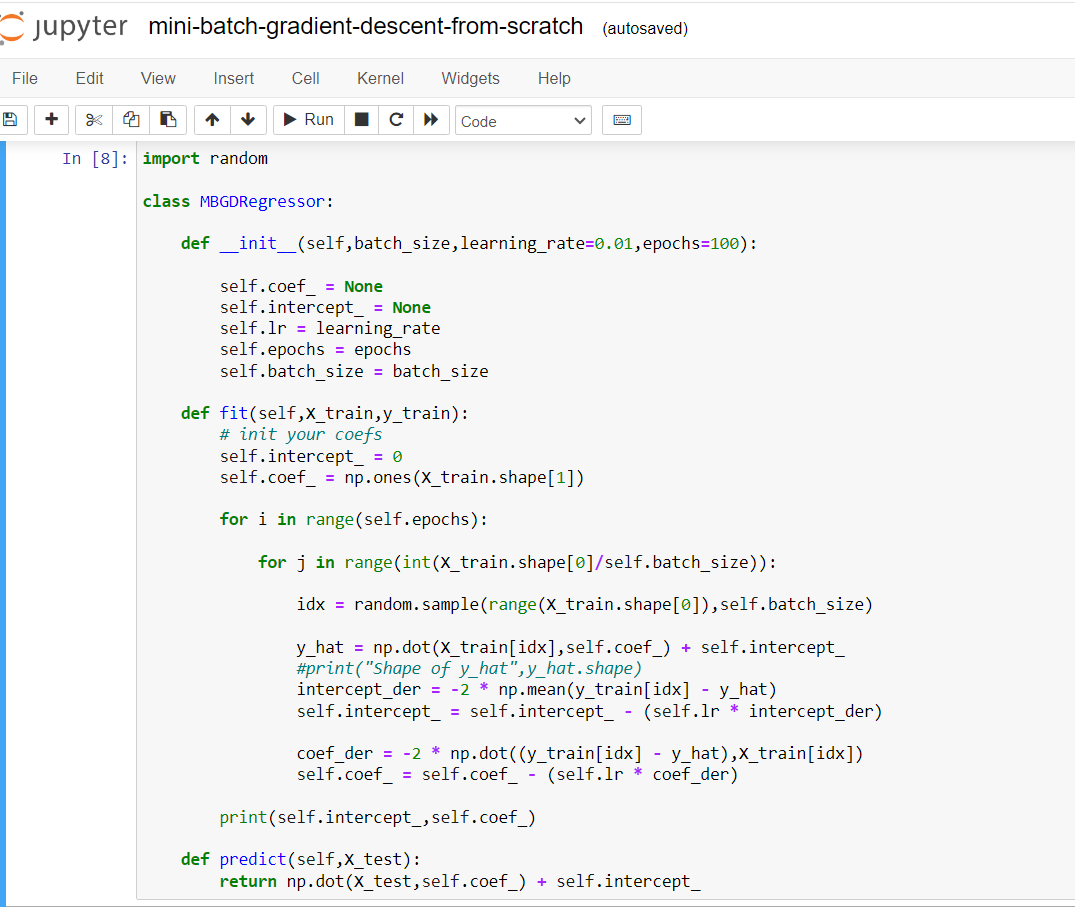 jupyter mini-batch-gradient-descent-from-scratch (autosaved)
File Edit View Insert Cell Kernel Widgets Help
Run Code
In [8]: import random
class MBGDRegressor:
def __init__(self,batch_size,learning_rate=0.01,epochs=100):
self.coef_ = None
self.intercept_ = None
self.lr = learning_rate
self.epochs = epochs
self.batch_size = batch_size
def fit(self,X_train,y_train):
# init your coefs
self.intercept_ = 0
self.coef_ = np.ones(X_train.shape[1])
for i in range(self.epochs):
for j in range(int(X_train.shape[0]/self.batch_size)):
idx = random.sample(range(X_train.shape[0]),self.batch_size)
y_hat = np.dot(X_train[idx],self.coef_) + self.intercept_
#print("Shape of y_hat",y_hat.shape)
intercept_der = -2 * np.mean(y_train[idx] - y_hat)
self.intercept_ = self.intercept_ - (self.lr * intercept_der)
coef_der = -2 * np.dot((y_train[idx] - y_hat),X_train[idx])
self.coef_ = self.coef_ - (self.lr * coef_der)
print(self.intercept_,self.coef_)
def predict(self,X_test):
return np.dot(X_test,self.coef_) + self.intercept_